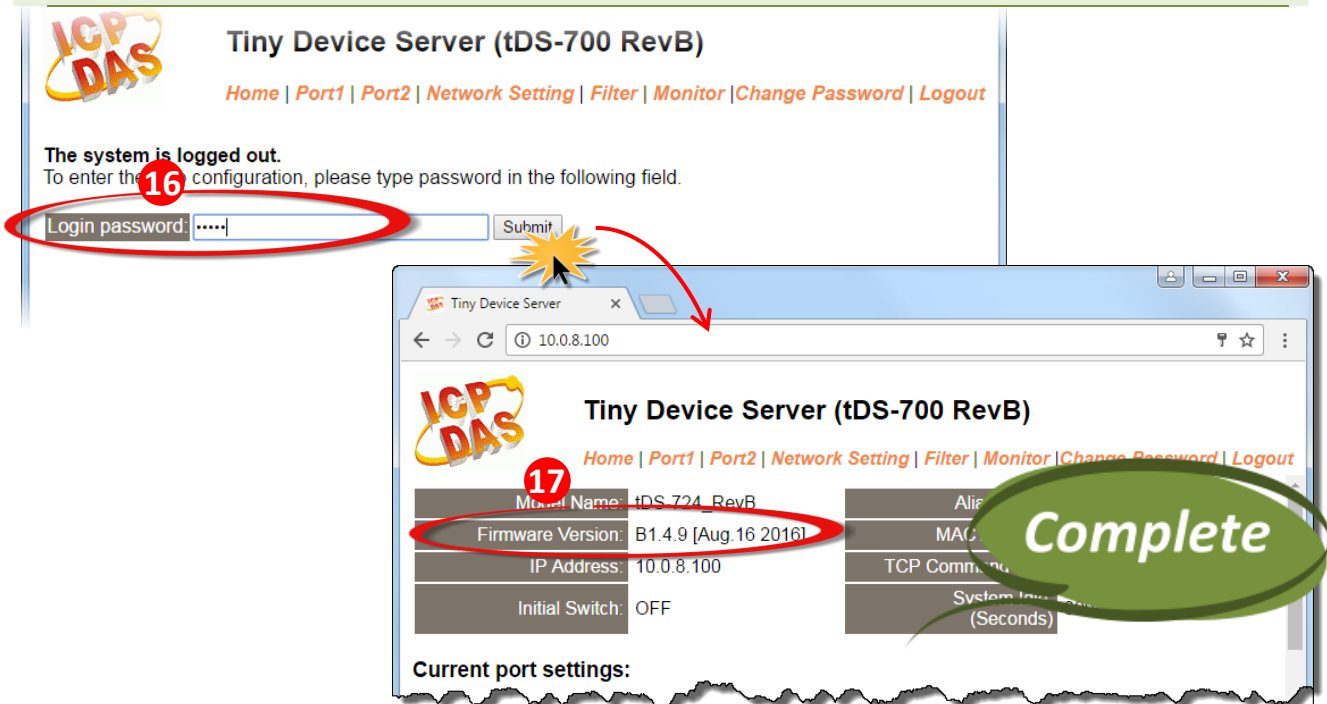 ICP
DAS
Tiny Device Server (tDS-700 RevB)
Home | Port1 | Port2 | Network Setting | Filter | Monitor |Change Password | Logout
The system is logged out.
To enter the configuration, please type password in the following field.
16
Login password: •••••
Submit
Tiny Device Server
10.0.8.100
ICP
DAS
Tiny Device Server (tDS-700 RevB)
Home | Port1 | Port2 | Network Setting | Filter | Monitor |Change Password | Logout
17
Model Name: tDS-724_RevB
Firmware Version: B1.4.9 [Aug.16 2016]
MAC
Complete
IP Address: 10.0.8.100
TCP Command
Initial Switch: OFF
System Idle
(Seconds)
Current port settings: